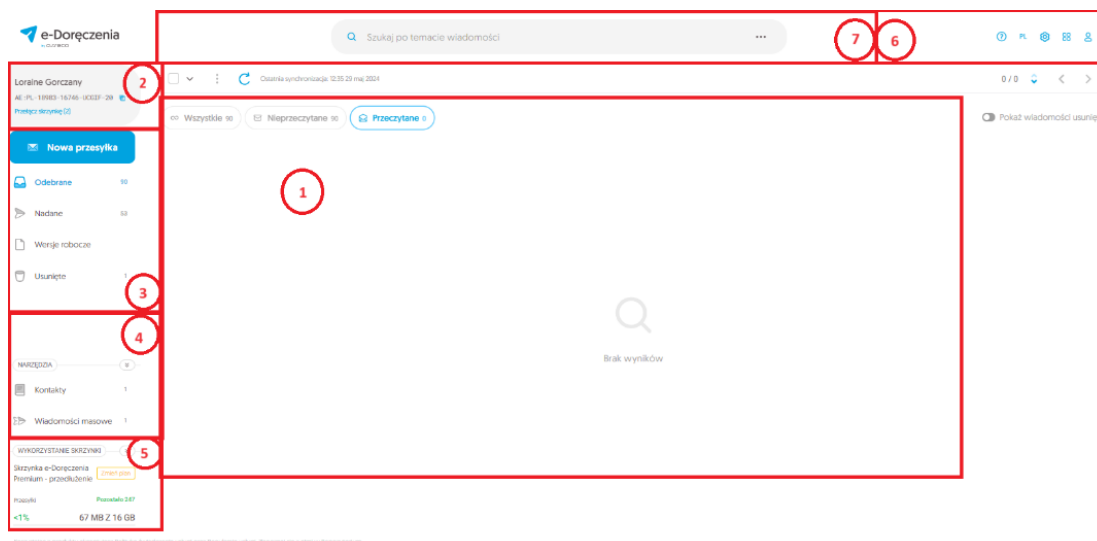 e-Doręczenia
Szukaj po temacie wiadomości
...
7
6
PL
Loraine Gorczany
2
Ostatnia synchronizacja: 12:35 29 maj 2024
0 / 0
Przełącz skrzynkę (2)
Wszystkie 90
Nieprzeczytane 90
Przeczytane 0
Pokaż wiadomości usunię
Nowa przesyłka
1
Odebrane 90
Nadane 53
Wersje robocze
Usunięte 1
3
4
Brak wyników
NARZĘDZIA
Kontakty 1
Wiadomości masowe 1
WYKORZYSTANIE SKRZYNKI
5
Skrzynka e-Doręczenia
Premium - przedłużenie
Zmień plan
Przesyłki
Pozostało 247
<1%
67 MB Z 16 GB